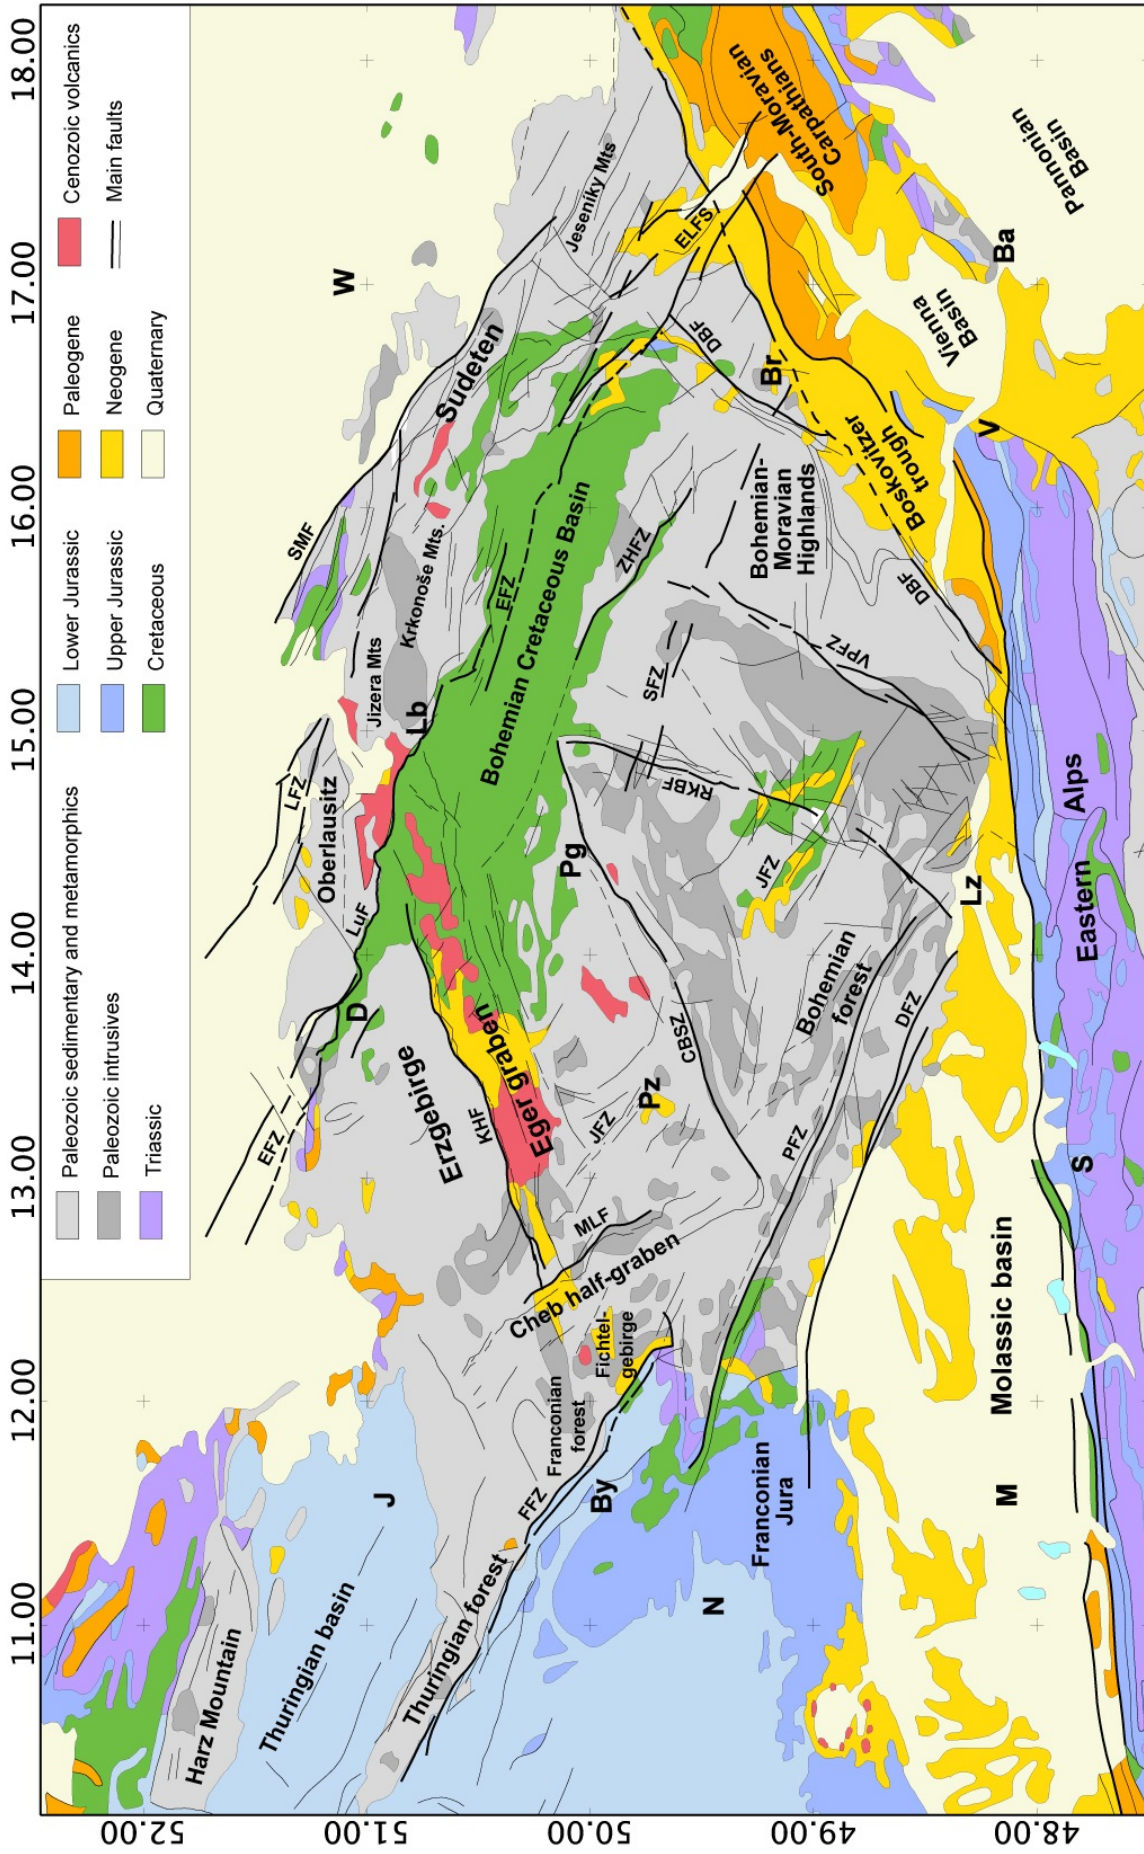 11.00
12.00
13.00
14.00
15.00
16.00
17.00
18.00
52.00
51.00
50.00
49.00
48.00
Paleozoic sedimentary and metamorphics
Paleozoic intrusives
Triassic
Lower Jurassic
Upper Jurassic
Cretaceous
Paleogene
Neogene
Quaternary
Cenozoic volcanics
Main faults
Harz Mountain
Thuringian basin
J
Thuringian forest
FFZ
Franconian
forest
Fichtel-
gebirge
By
N
Franconian
Jura
M
Molassic basin
S
Eastern
Alps
EFZ
D
Erzgebirge
KHF
Eger graben
Cheb half-graben
MLF
JFZ
Pz
CBSZ
PFZ
Bohemian
forest
DFZ
Lz
LFZ
Oberlausitz
LuF
Lb
Jizera Mts
Krkonoše Mts.
SMF
Sudeten
W
Jeseníky Mts
EFZ
Bohemian Cretaceous Basin
Pg
RKBF
JFZ
SFZ
ZHFZ
VPFZ
Bohemian-
Moravian
Highlands
DBF
Boskovitzer
trough
Br
DBF
ELFS
South-Moravian
Carpathians
V
Vienna
Basin
Ba
Pannonian
Basin